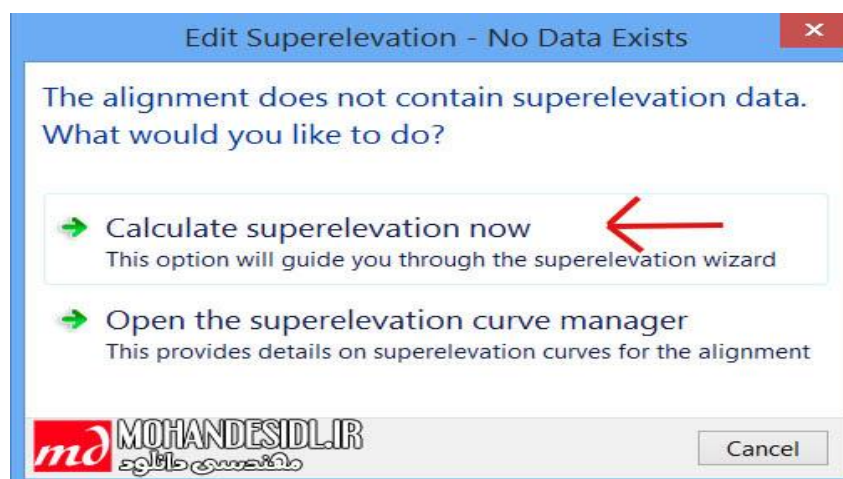 Edit Superelevation - No Data Exists
The alignment does not contain superelevation data.
What would you like to do?
Calculate superelevation now
This option will guide you through the superelevation wizard
Open the superelevation curve manager
This provides details on superelevation curves for the alignment
md MOHANDESIDL.IR
مهندسی دانلود
Cancel